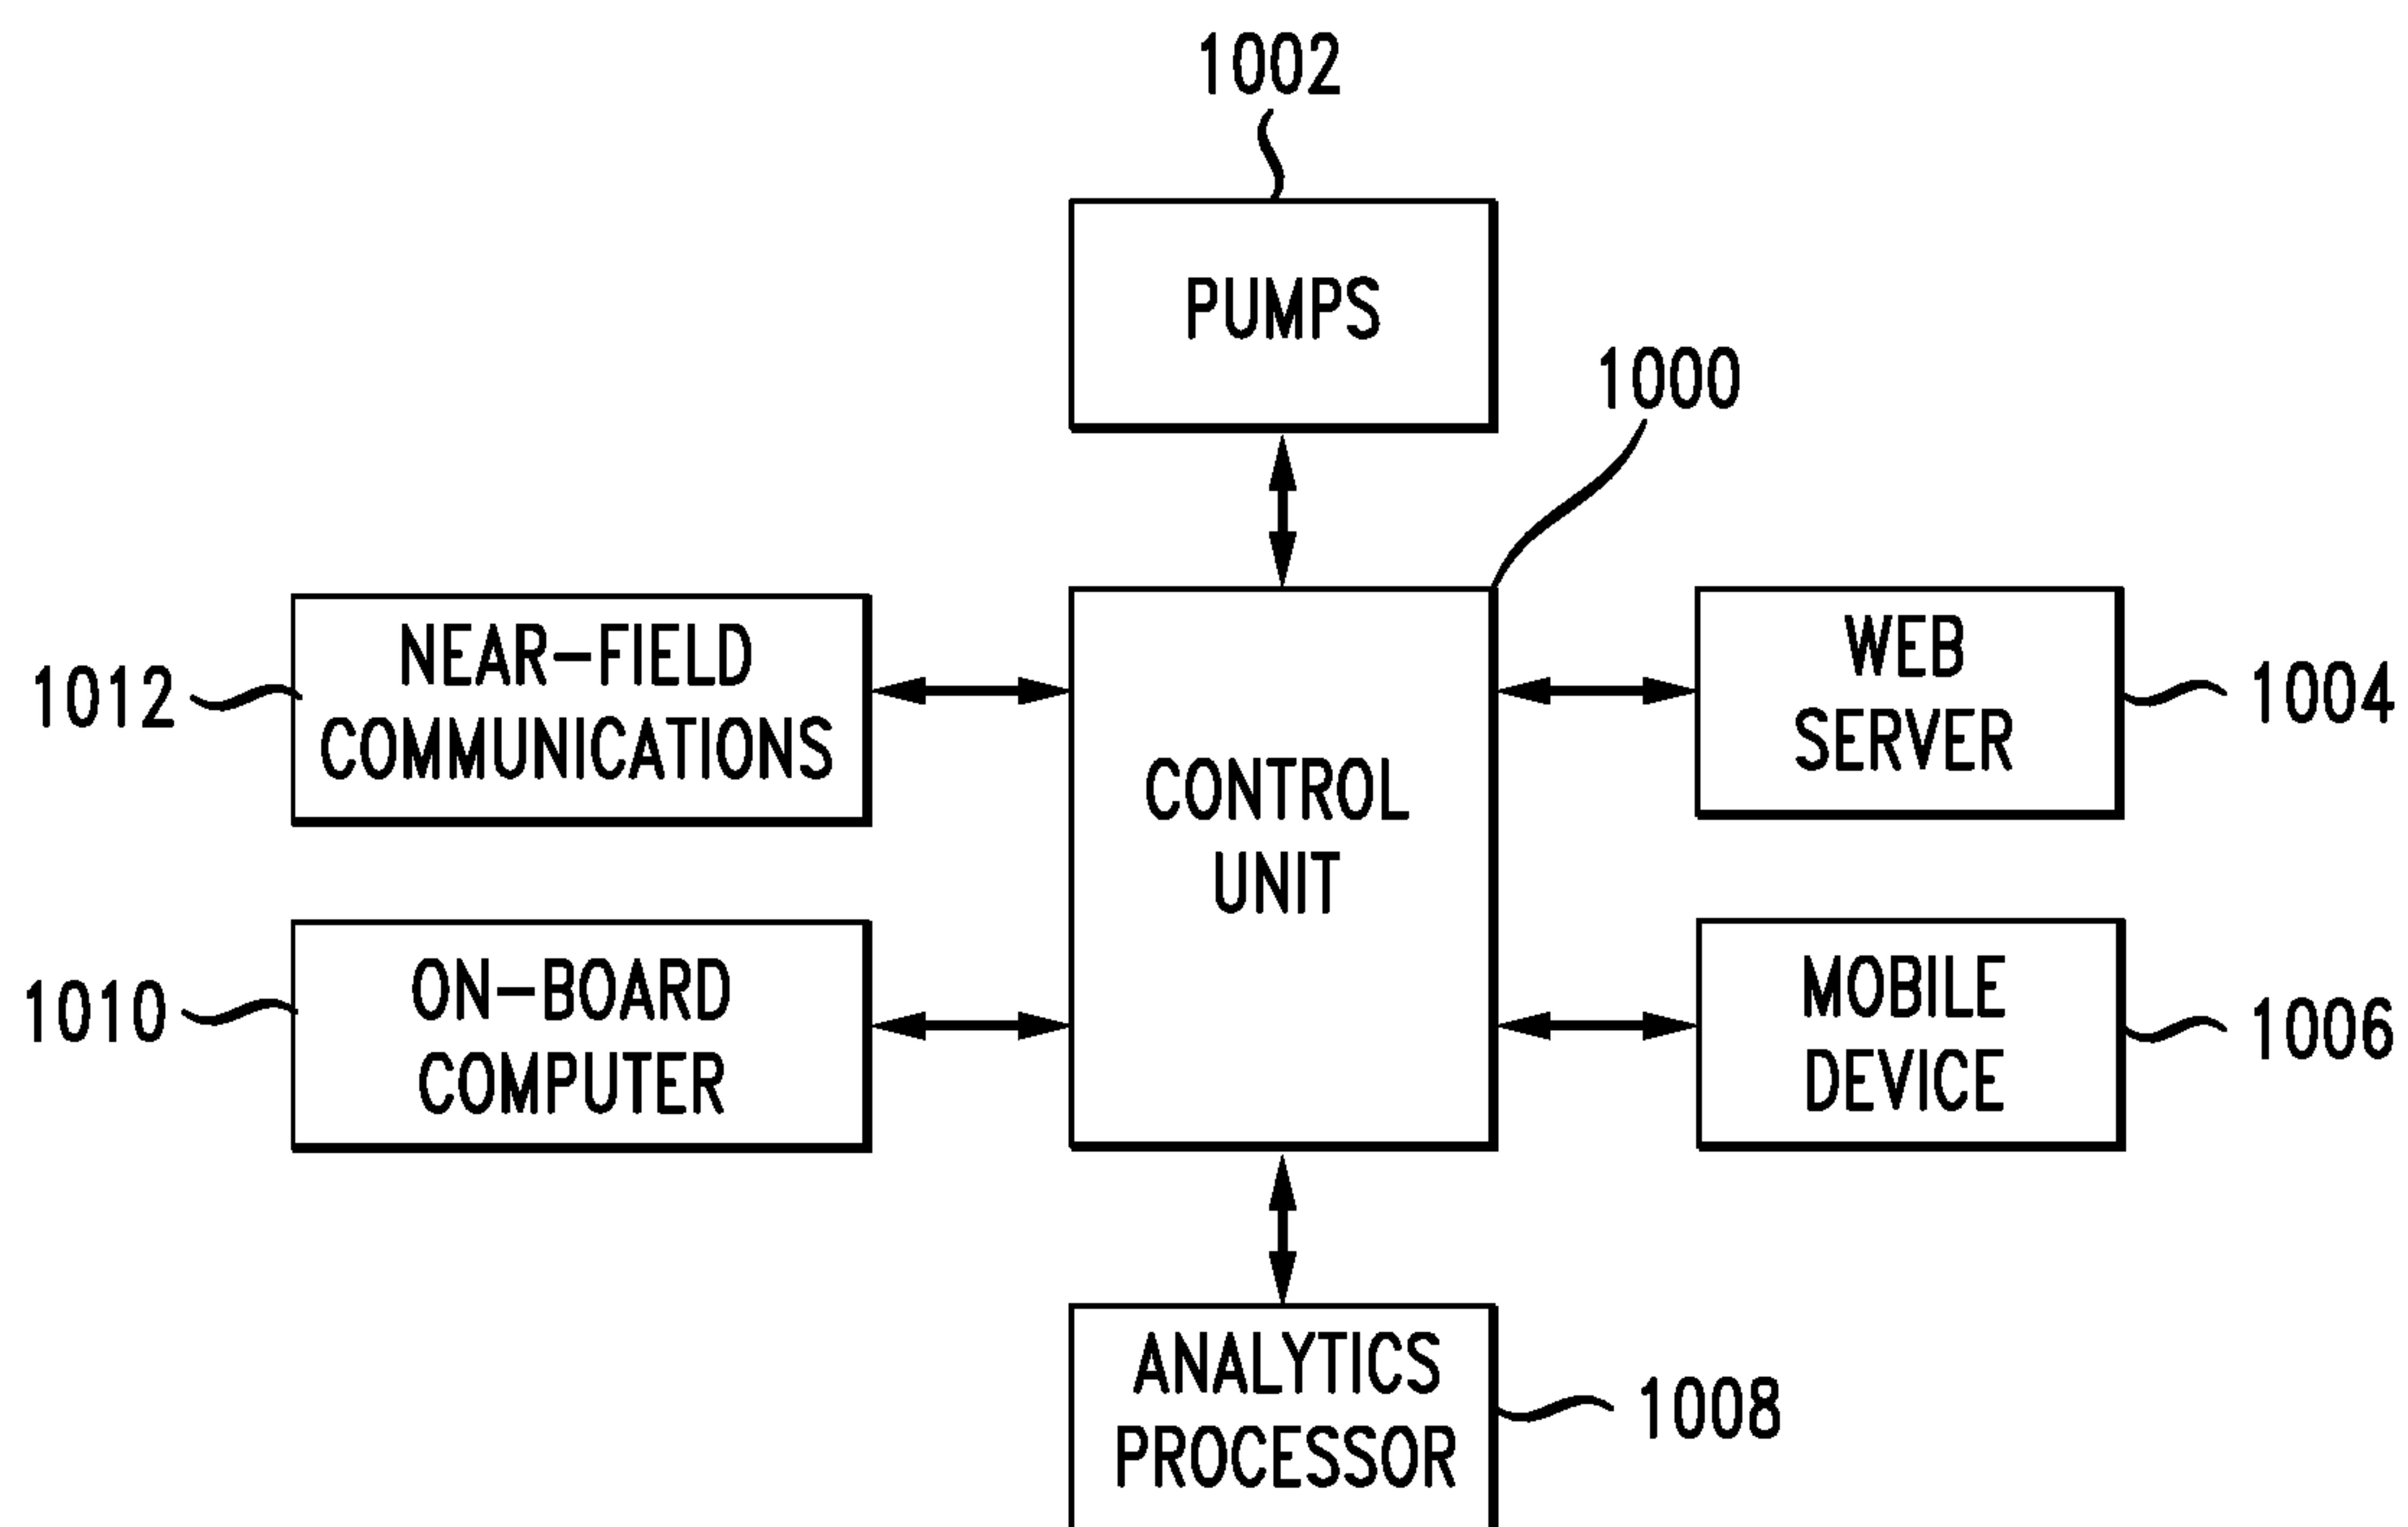 1002
PUMPS
1000
NEAR-FIELD
COMMUNICATIONS
1012
WEB
SERVER
1004
CONTROL
UNIT
ON-BOARD
COMPUTER
1010
MOBILE
DEVICE
1006
ANALYTICS
PROCESSOR
1008